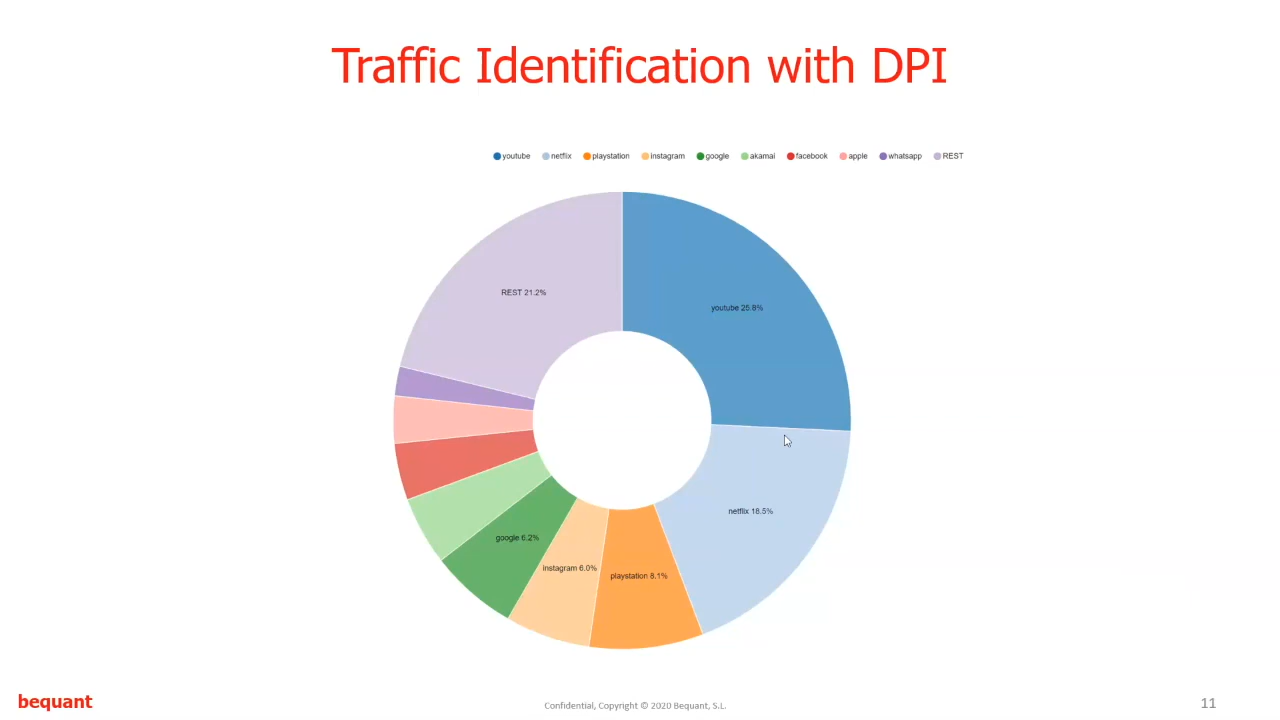 Traffic Identification with DPI
youtube netflix playstation instagram google akamai facebook apple whatsapp REST
REST 21.2%
youtube 25.8%
netflix 18.5%
google 6.2%
instagram 6.0%
playstation 8.1%
bequant
Confidential, Copyright © 2020 Bequant, S.L.
11